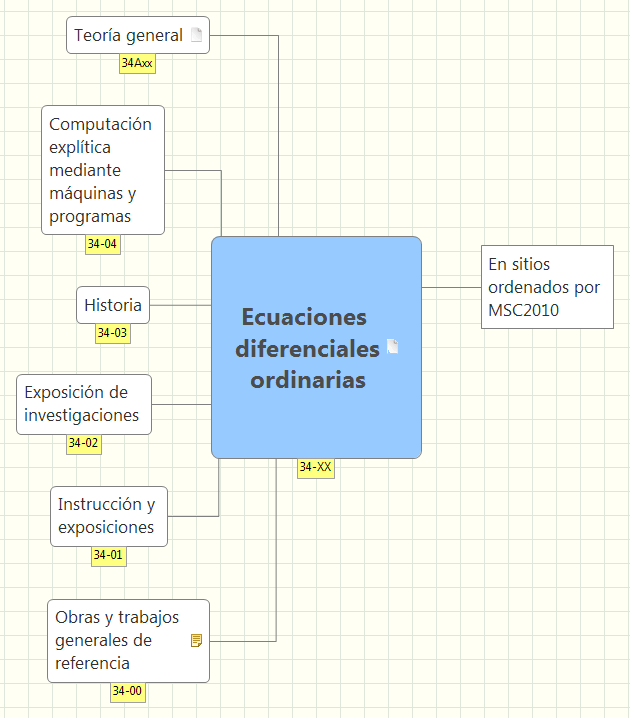 Teoría general
34Axx
Computación
explítica
mediante
máquinas y
programas
34-04
Historia
34-03
Exposición de
investigaciones
34-02
Instrucción y
exposiciones
34-01
Obras y trabajos
generales de
referencia
34-00
Ecuaciones
diferenciales
ordinarias
34-XX
En sitios
ordenados por
MSC2010